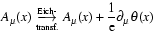 A_μ(x) —Eich-transf.→ A_μ(x) + 1/e ∂_μ θ(x)